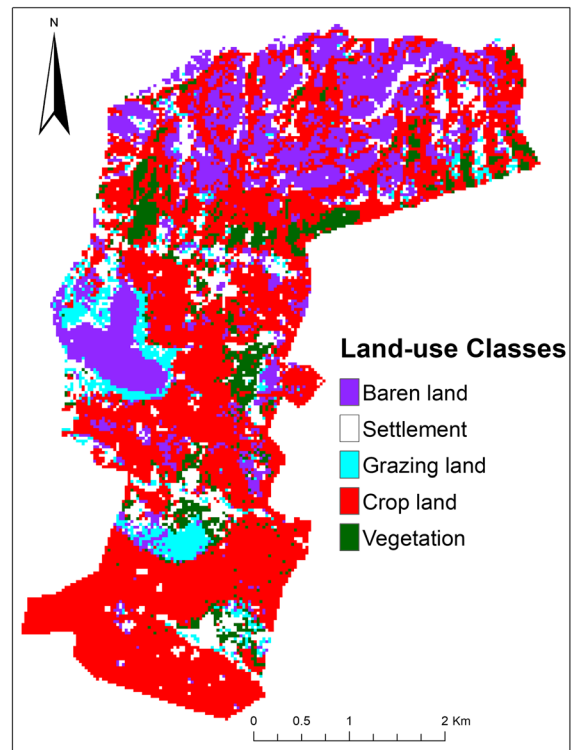 N
Land-use Classes
Baren land
Settlement
Grazing land
Crop land
Vegetation
0 0.5 1 2 Km